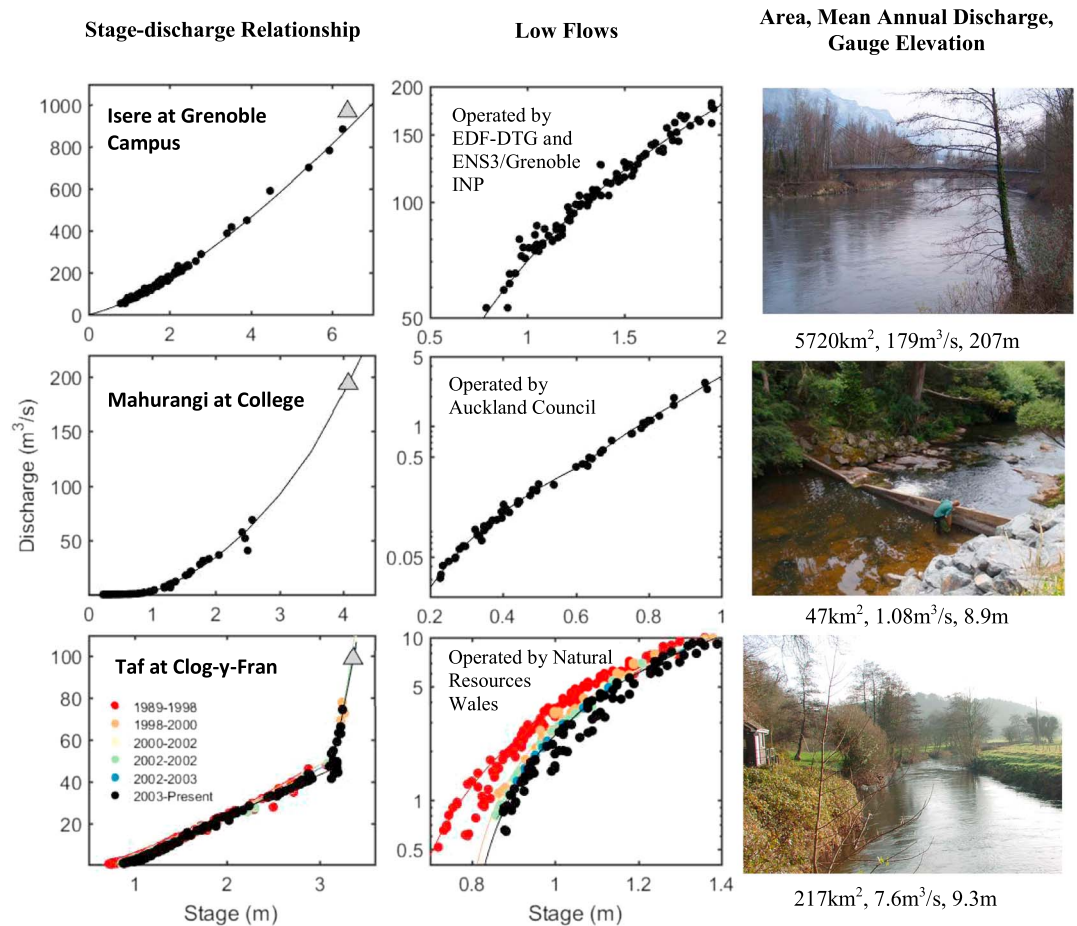 Stage-discharge Relationship
Low Flows
Area, Mean Annual Discharge,
Gauge Elevation
Isere at Grenoble
Campus
1000
800
600
400
200
0
0
2
4
6
Operated by
EDF-DTG and
ENS3/Grenoble
INP
200
150
100
50
0.5
1
1.5
2
5720km², 179m³/s, 207m
Discharge (m³/s)
Mahurangi at College
200
150
100
50
0
1
2
3
4
Operated by
Auckland Council
5
1
0.5
0.05
0.2
0.4
0.6
0.8
1
47km², 1.08m³/s, 8.9m
Taf at Clog-y-Fran
1989-1998
1998-2000
2000-2002
2002-2002
2002-2003
2003-Present
100
80
60
40
20
1
2
3
Stage (m)
Operated by Natural
Resources
Wales
10
5
1
0.5
0.8
1
1.2
1.4
Stage (m)
217km², 7.6m³/s, 9.3m